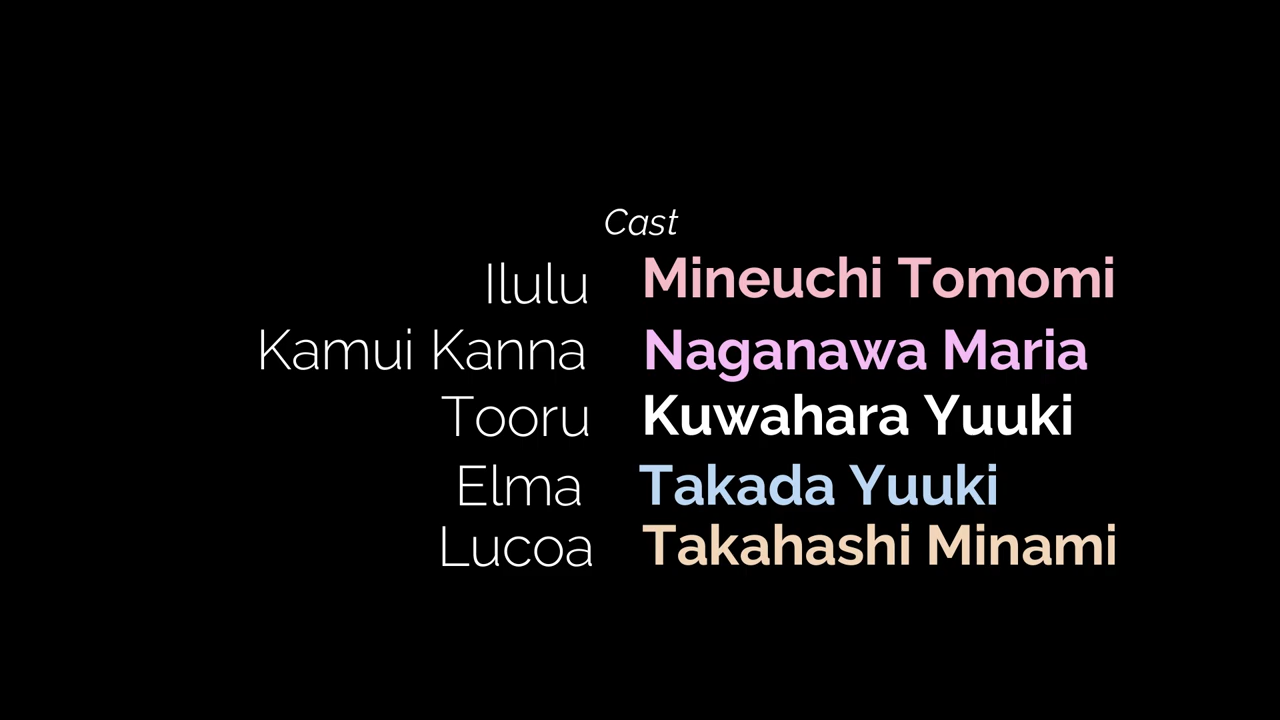 Cast
Ilulu Mineuchi Tomomi
Kamui Kanna Naganawa Maria
Tooru Kuwahara Yuuki
Elma Takada Yuuki
Lucoa Takahashi Minami